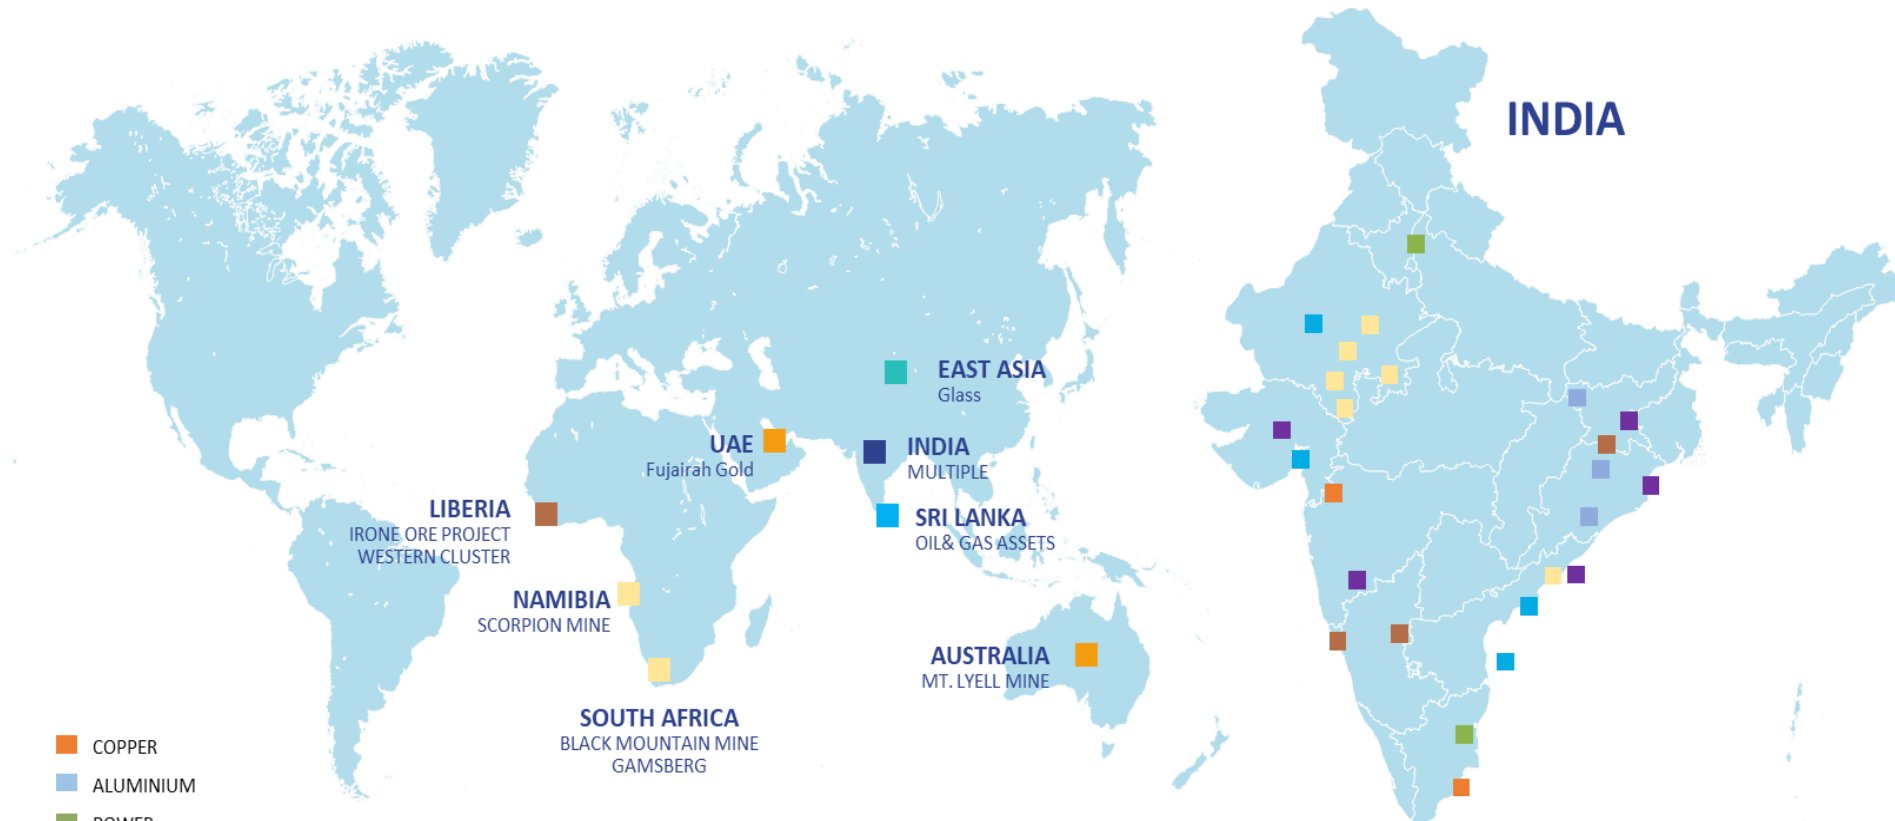 INDIA
EAST ASIA
Glass
UAE
Fujairah Gold
INDIA
MULTIPLE
LIBERIA
IRONE ORE PROJECT
WESTERN CLUSTER
SRI LANKA
OIL& GAS ASSETS
NAMIBIA
SCORPION MINE
AUSTRALIA
MT. LYELL MINE
SOUTH AFRICA
BLACK MOUNTAIN MINE
GAMSBERG
COPPER
ALUMINIUM
POWER